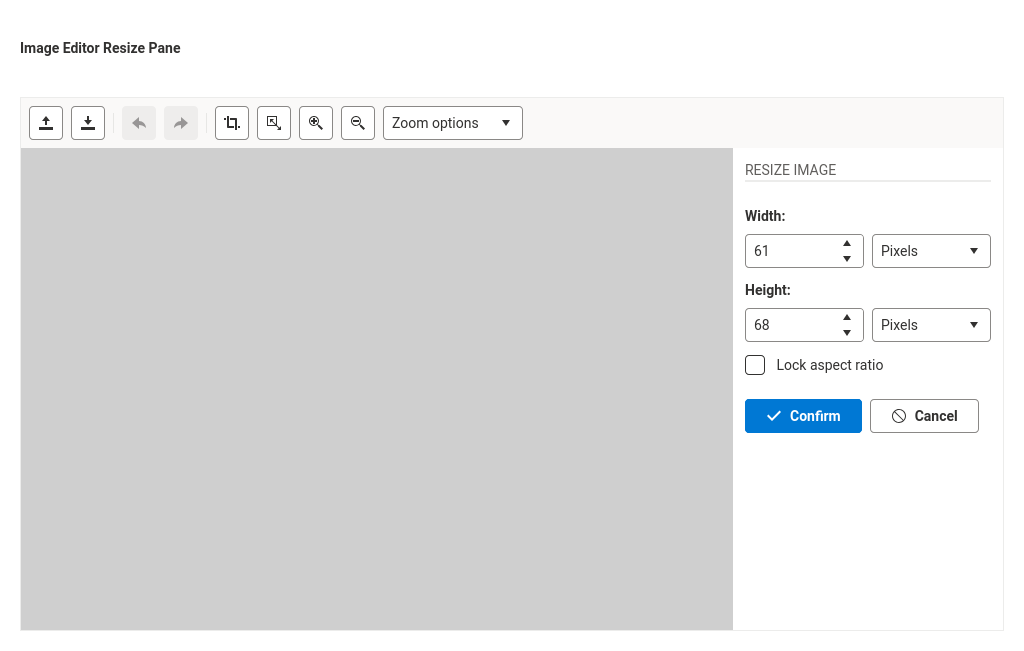 Image Editor Resize Pane
Zoom options
RESIZE IMAGE
Width:
61 Pixels
Height:
68 Pixels
Lock aspect ratio
Confirm Cancel